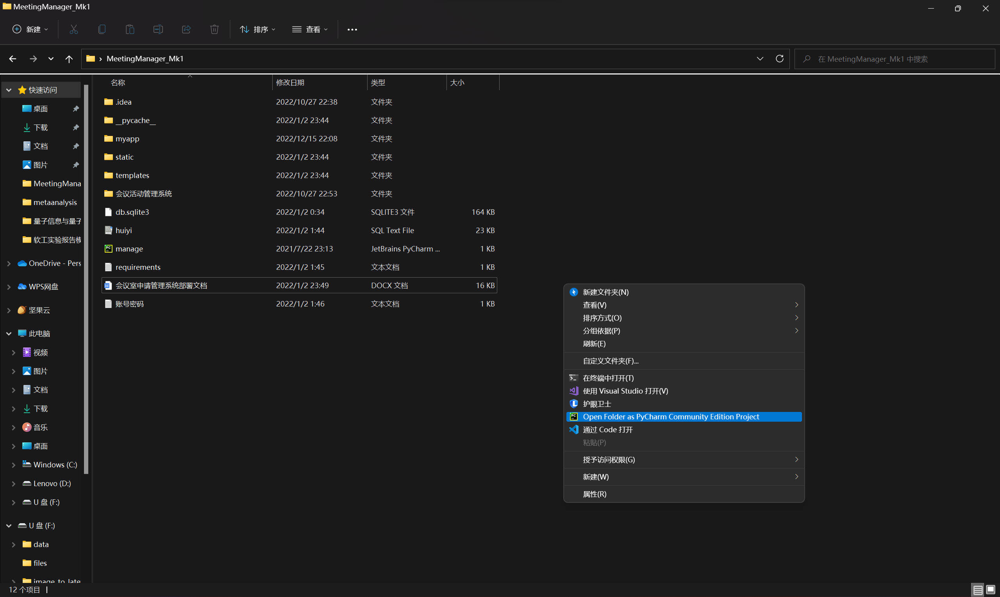 MeetingManager_Mk1
新建
排序
查看
MeetingManager_Mk1
在 MeetingManager_Mk1 中搜索
快速访问
桌面
下载
文档
图片
MeetingMana
metaanalysis
量子信息与量子
软工实验报告模
OneDrive - Pers
WPS网盘
坚果云
此电脑
视频
图片
文档
下载
音乐
桌面
Windows (C:)
Lenovo (D:)
U 盘 (F:)
U 盘 (F:)
data
files
image_to_late
名称 修改日期 类型 大小
.idea 2022/10/27 22:38 文件夹
__pycache__ 2022/1/2 23:44 文件夹
myapp 2022/12/15 22:08 文件夹
static 2022/1/2 23:44 文件夹
templates 2022/1/2 23:44 文件夹
会议活动管理系统 2022/10/27 22:53 文件夹
db.sqlite3 2022/1/2 0:34 SQLITE3 文件 164 KB
huiyi 2022/1/2 1:44 SQL Text File 23 KB
manage 2021/7/22 23:13 JetBrains PyCharm ... 1 KB
requirements 2022/1/2 1:45 文本文档 1 KB
会议室申请管理系统部署文档 2022/1/2 23:49 DOCX 文档 16 KB
账号密码 2022/1/2 1:46 文本文档 1 KB
新建文件夹(N)
查看(V)
排序方式(O)
分组依据(P)
刷新(E)
自定义文件夹(F)...
在终端中打开(T)
使用 Visual Studio 打开(V)
护眼卫士
Open Folder as PyCharm Community Edition Project
通过 Code 打开
粘贴(P)
授予访问权限(G)
新建(W)
属性(R)
12 个项目